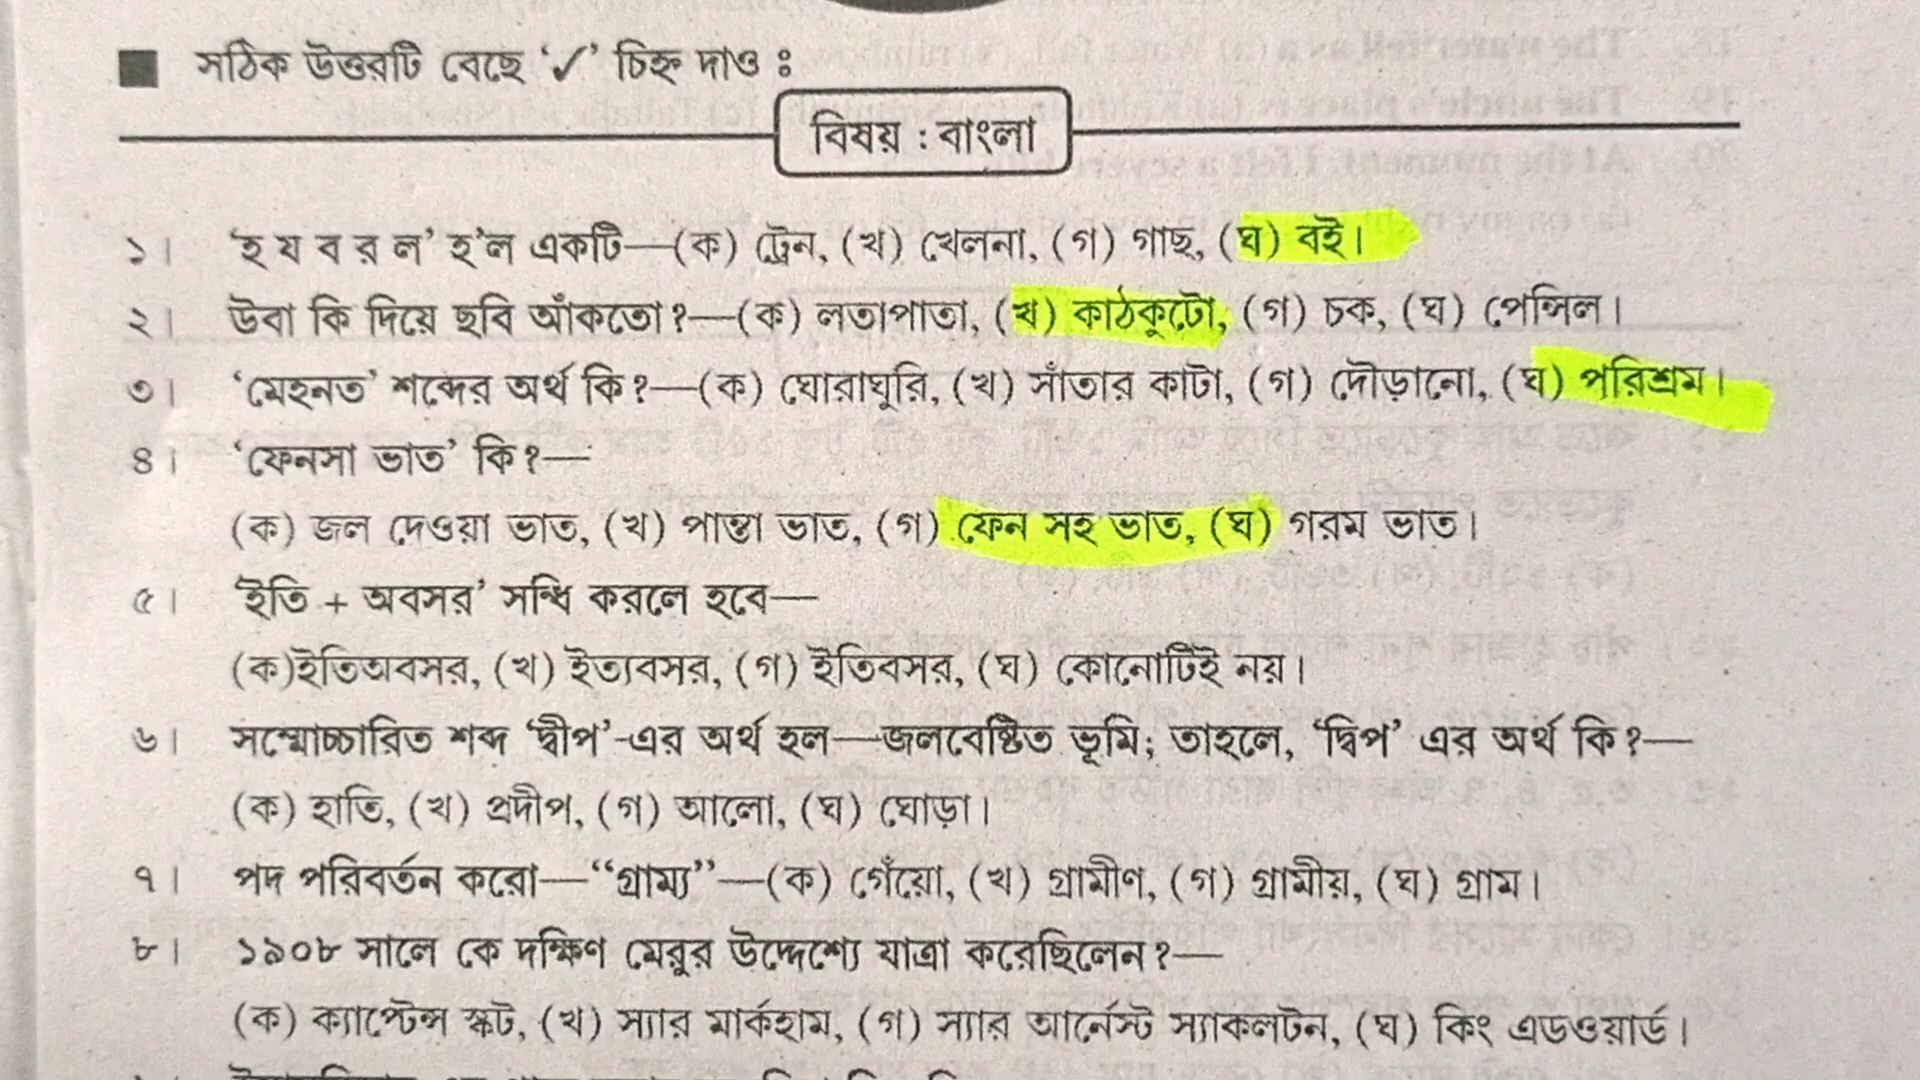 ■ সঠিক উত্তরটি বেছে ‘✓’ চিহ্ন দাও ঃ
বিষয় : বাংলা
১। ‘হ য ব র ল’ হ’ল একটি—(ক) ট্রেন, (খ) খেলনা, (গ) গাছ, (ঘ) বই।
২। উবা কি দিয়ে ছবি আঁকতো?—(ক) লতাপাতা, (খ) কাঠকুটো, (গ) চক, (ঘ) পেন্সিল।
৩। ‘মেহনত’ শব্দের অর্থ কি?—(ক) ঘোরাঘুরি, (খ) সাঁতার কাটা, (গ) দৌড়ানো, (ঘ) পরিশ্রম।
৪। ‘ফেনসা ভাত’ কি?—
(ক) জল দেওয়া ভাত, (খ) পান্তা ভাত, (গ) ফেন সহ ভাত, (ঘ) গরম ভাত।
৫। ‘ইতি + অবসর’ সন্ধি করলে হবে—
(ক)ইতিঅবসর, (খ) ইত্যবসর, (গ) ইতিবসর, (ঘ) কোনোটিই নয়।
৬। সম্মোচ্চারিত শব্দ ‘দ্বীপ’-এর অর্থ হল—জলবেষ্টিত ভূমি; তাহলে, ‘দ্বিপ’ এর অর্থ কি?—
(ক) হাতি, (খ) প্রদীপ, (গ) আলো, (ঘ) ঘোড়া।
৭। পদ পরিবর্তন করো—“গ্রাম্য”—(ক) গেঁয়ো, (খ) গ্রামীণ, (গ) গ্রামীয়, (ঘ) গ্রাম।
৮। ১৯০৮ সালে কে দক্ষিণ মেরুর উদ্দেশ্যে যাত্রা করেছিলেন?—
(ক) ক্যাপ্টেন্স স্কট, (খ) স্যার মার্কহাম, (গ) স্যার আর্নেস্ট স্যাকলটন, (ঘ) কিং এডওয়ার্ড।